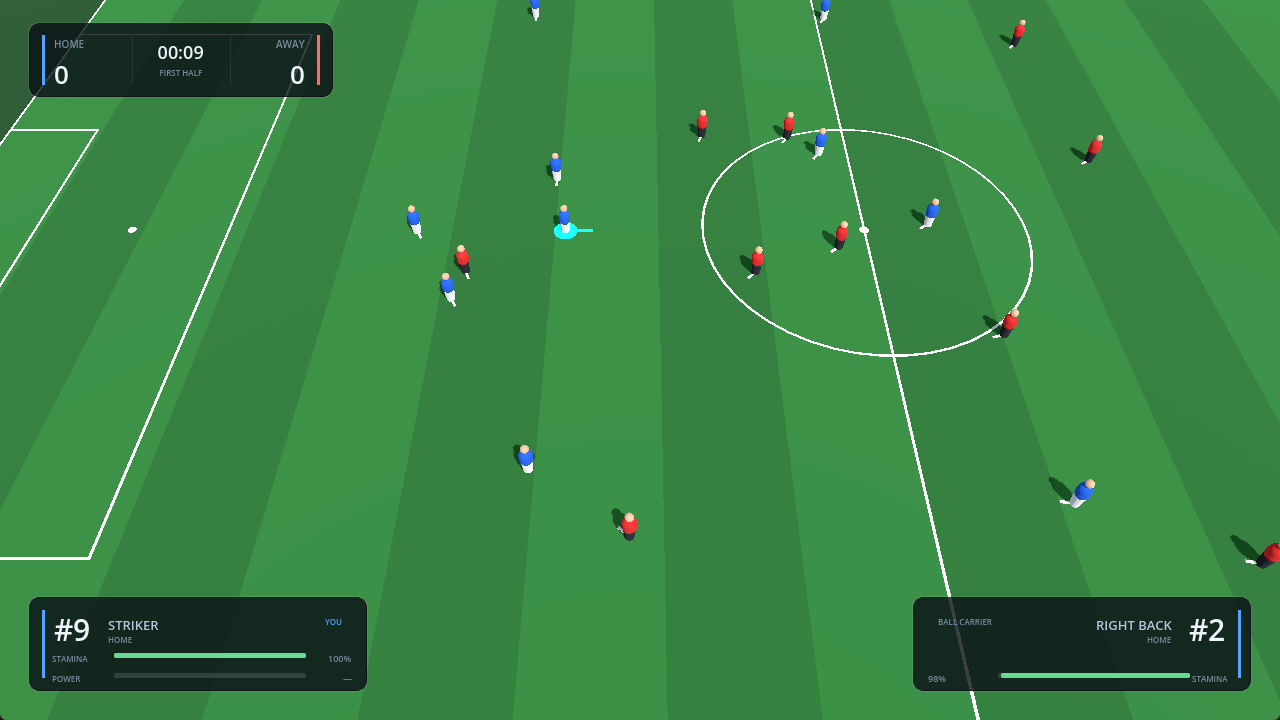 HOME
0
00:09
FIRST HALF
AWAY
0
#9
STRIKER
HOME
YOU
STAMINA
100%
POWER
—
BALL CARRIER
RIGHT BACK
HOME
#2
98%
STAMINA